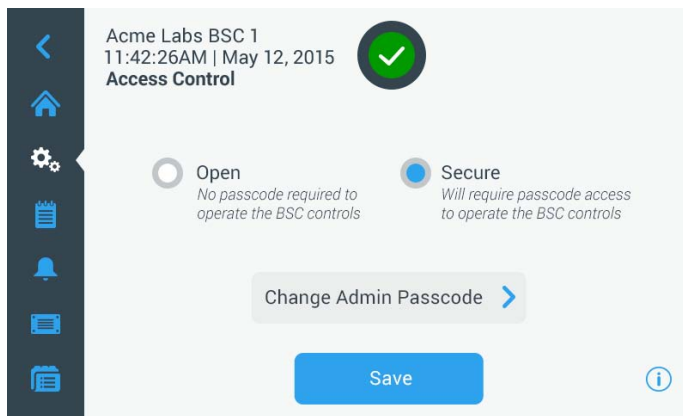 Acme Labs BSC 1
11:42:26AM | May 12, 2015
Access Control
Open
No passcode required to
operate the BSC controls
Secure
Will require passcode access
to operate the BSC controls
Change Admin Passcode
Save